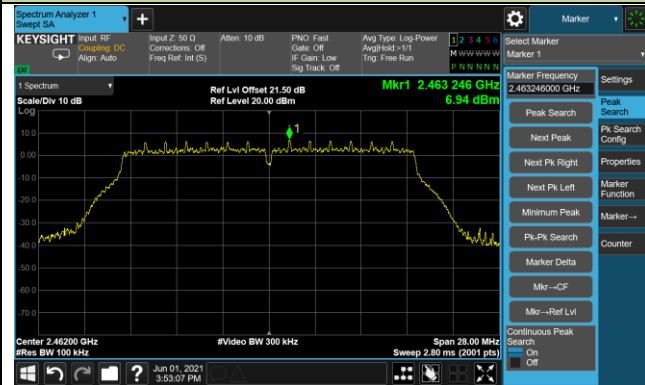 Spectrum Analyzer 1
Swept SA
Marker
KEYSIGHT
Input: RF
Coupling: DC
Align: Auto
Input Z: 50 Ω
Corrections: Off
Freq Ref: Int (S)
Atten: 10 dB
PNO: Fast
Gate: Off
IF Gain: Low
Sig Track: Off
Avg Type: Log-Power
Avg|Hold:>1/1
Trig: Free Run
1 2 3 4 5 6
M W W W W W
P N N N N N
LNI
Select Marker
Marker 1
1 Spectrum
Scale/Div 10 dB
Ref Lvl Offset 21.50 dB
Ref Level 20.00 dBm
Mkr1 2.463 246 GHz
6.94 dBm
Log
10.0
0.00
-10.0
-20.0
-30.0
-40.0
-50.0
-60.0
-70.0
1
Center 2.46200 GHz
#Res BW 100 kHz
#Video BW 300 kHz
Span 28.00 MHz
Sweep 2.80 ms (2001 pts)
Marker Frequency
2.463246000 GHz
Peak Search
Next Peak
Next Pk Right
Next Pk Left
Minimum Peak
Pk-Pk Search
Marker Delta
Mkr→CF
Mkr→Ref Lvl
Continuous Peak
Search
On
Off
Settings
Peak
Search
Pk Search
Config
Properties
Marker
Function
Marker→
Counter
?
Jun 01, 2021
3:53:07 PM